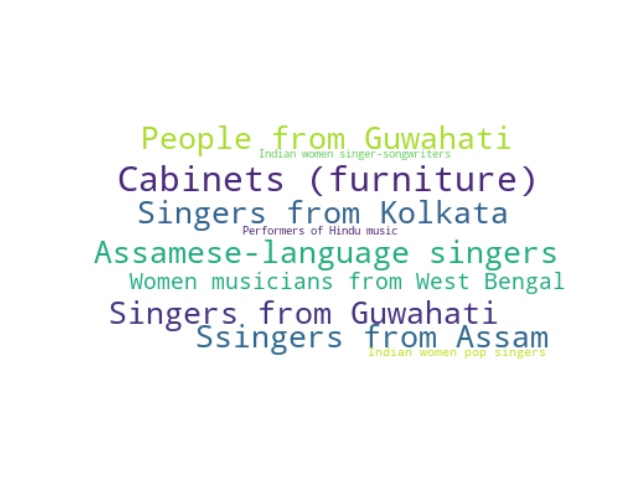 People from Guwahati
Indian women singer-songwriters
Cabinets (furniture)
Singers from Kolkata
Performers of Hindu music
Assamese-language singers
Women musicians from West Bengal
Singers from Guwahati
Ssingers from Assam
Indian women pop singers